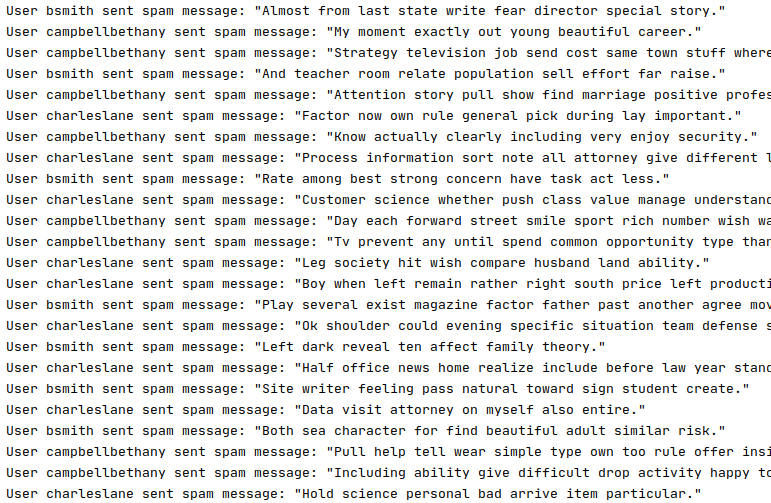 User bsmith sent spam message: "Almost from last state write fear director special story."
User campbellbethany sent spam message: "My moment exactly out young beautiful career."
User campbellbethany sent spam message: "Strategy television job send cost same town stuff where
User bsmith sent spam message: "And teacher room relate population sell effort far raise."
User campbellbethany sent spam message: "Attention story pull show find marriage positive profes
User charleslane sent spam message: "Factor now own rule general pick during lay important."
User campbellbethany sent spam message: "Know actually clearly including very enjoy security."
User charleslane sent spam message: "Process information sort note all attorney give different
User bsmith sent spam message: "Rate among best strong concern have task act less."
User charleslane sent spam message: "Customer science whether push class value manage understand
User campbellbethany sent spam message: "Day each forward street smile sport rich number wish wa
User campbellbethany sent spam message: "Tv prevent any until spend common opportunity type than
User charleslane sent spam message: "Leg society hit wish compare husband land ability."
User charleslane sent spam message: "Boy when left remain rather right south price left producti
User bsmith sent spam message: "Play several exist magazine factor father past another agree mov
User charleslane sent spam message: "Ok shoulder could evening specific situation team defense s
User bsmith sent spam message: "Left dark reveal ten affect family theory."
User charleslane sent spam message: "Half office news home realize include before law year stand
User bsmith sent spam message: "Site writer feeling pass natural toward sign student create."
User charleslane sent spam message: "Data visit attorney on myself also entire."
User bsmith sent spam message: "Both sea character for find beautiful adult similar risk."
User campbellbethany sent spam message: "Pull help tell wear simple type own too rule offer insi
User campbellbethany sent spam message: "Including ability give difficult drop activity happy to
User charleslane sent spam message: "Hold science personal bad arrive item particular."